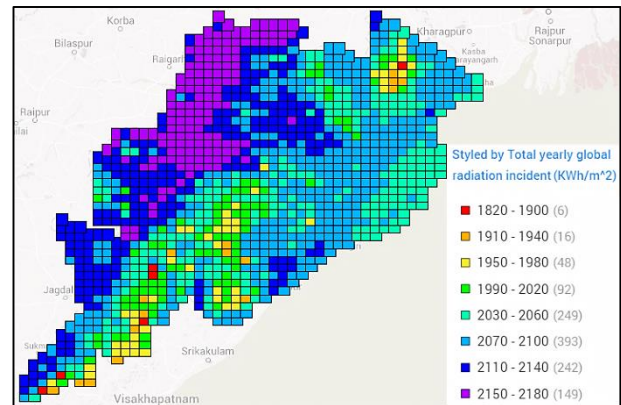 Korba
Bilaspur
Raigarh
Raipur
Kharagpur
Rajpur
Sonarpur
Kasba
Narayangarh
Jagdal
Sukm
Srikakulam
Visakhapatnam
Styled by Total yearly global
radiation incident (KWh/m^2)
1820 - 1900 (6)
1910 - 1940 (16)
1950 - 1980 (48)
1990 - 2020 (92)
2030 - 2060 (249)
2070 - 2100 (393)
2110 - 2140 (242)
2150 - 2180 (149)